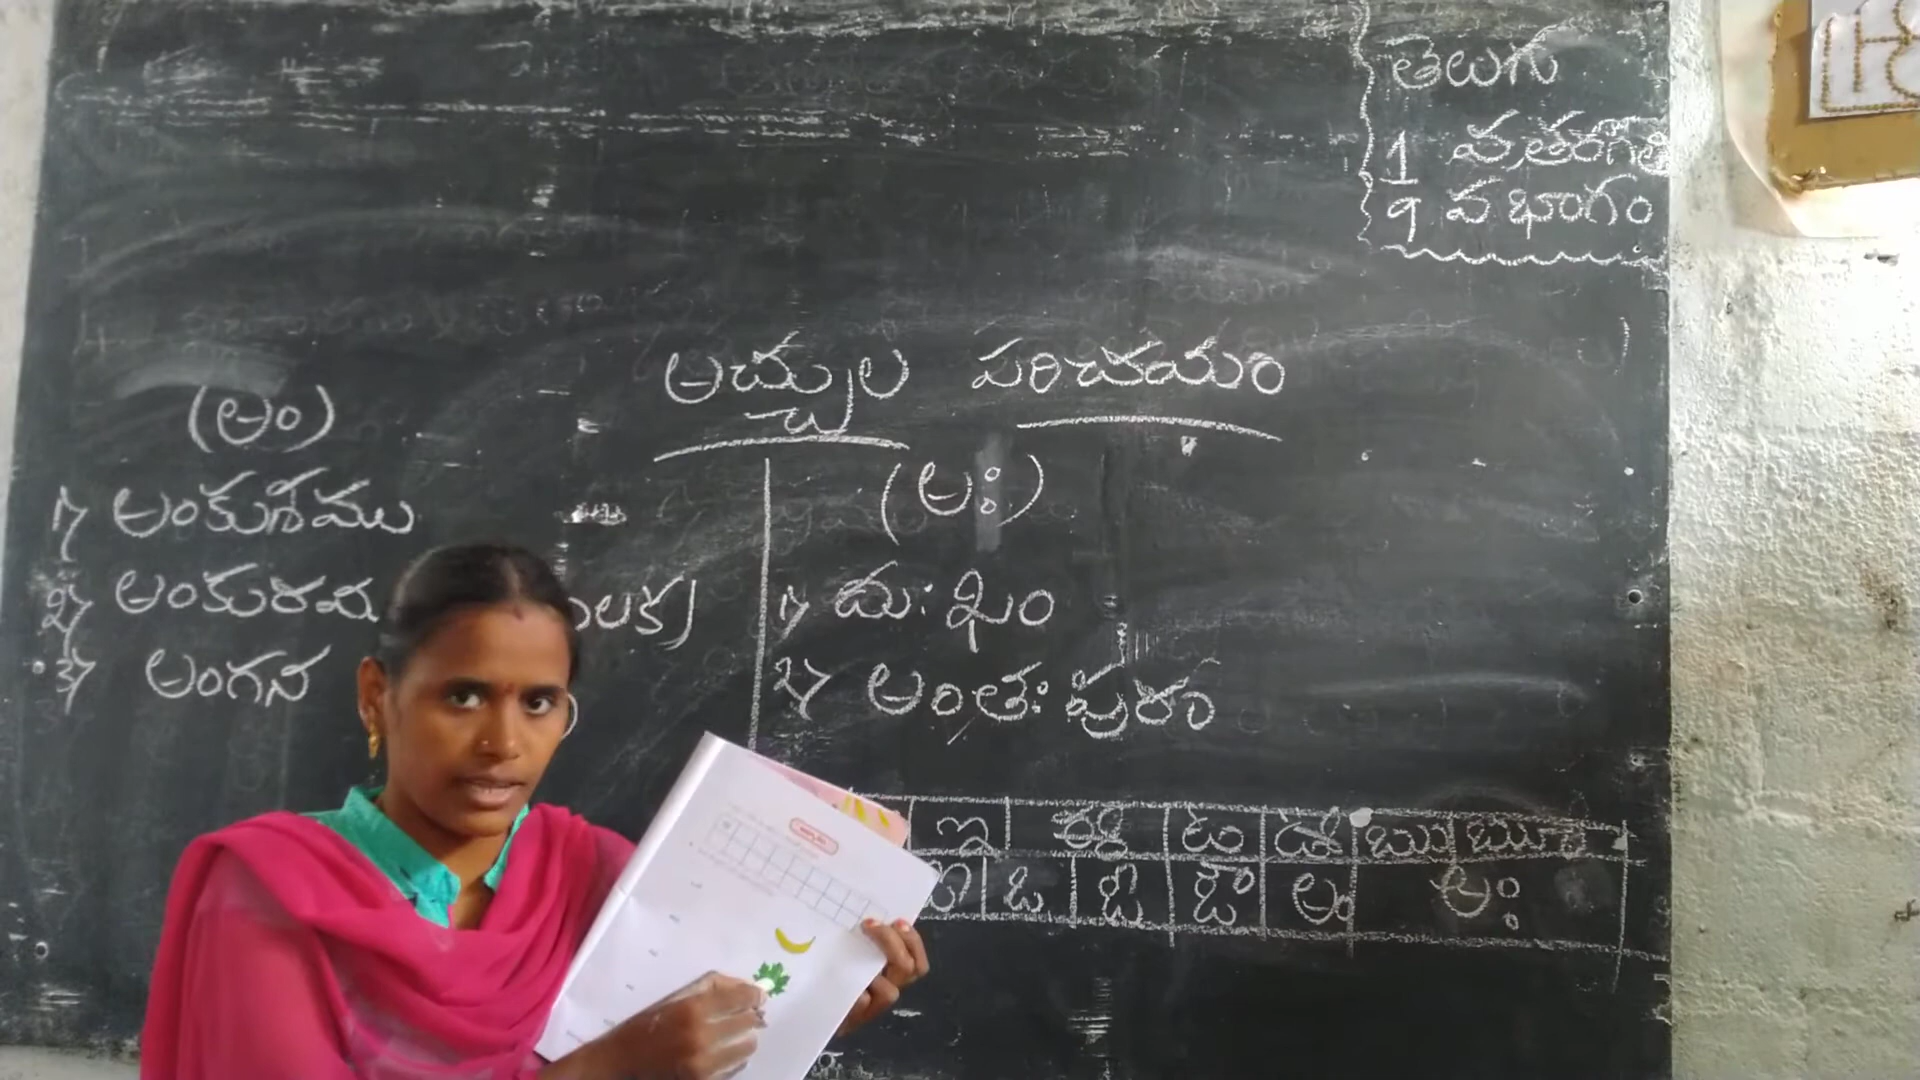 తెలుగు
1 వ తరగతి
9 వ భాగం
అచ్చుల పరిచయం
(అం)
1) అంకుశము
2) అంకురము
3) అంగన
(అః)
1) దుః ఖం
2) అంతః పురం
ఇ ఈ ఉ ఊ ఋ ౠ
ఒ ఓ ఔ అం అః